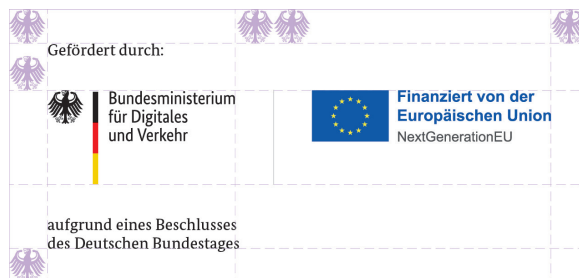 Gefördert durch:
Bundesministerium
für Digitales
und Verkehr
Finanziert von der
Europäischen Union
NextGenerationEU
aufgrund eines Beschlusses
des Deutschen Bundestages